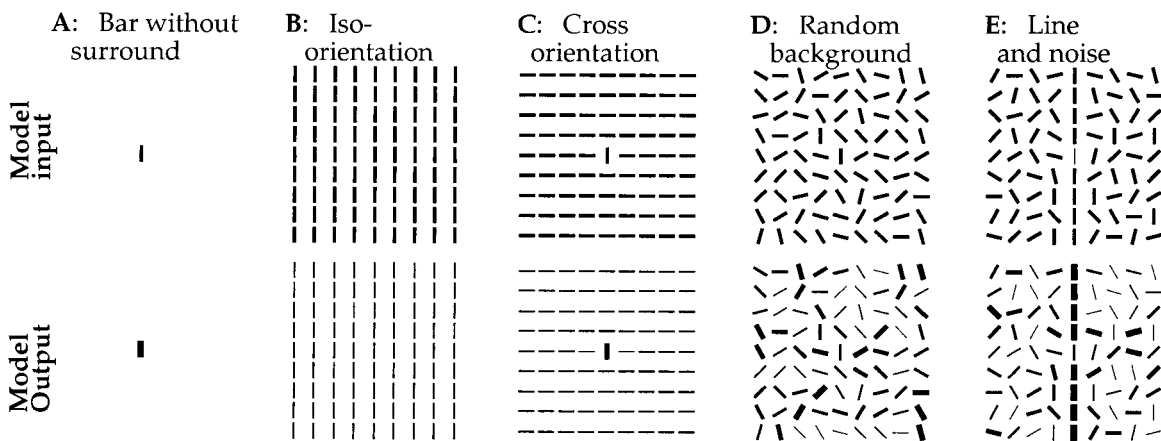 A: Bar without
surround
B: Iso-
orientation
C: Cross
orientation
D: Random
background
E: Line
and noise
Model
input
Model
Output